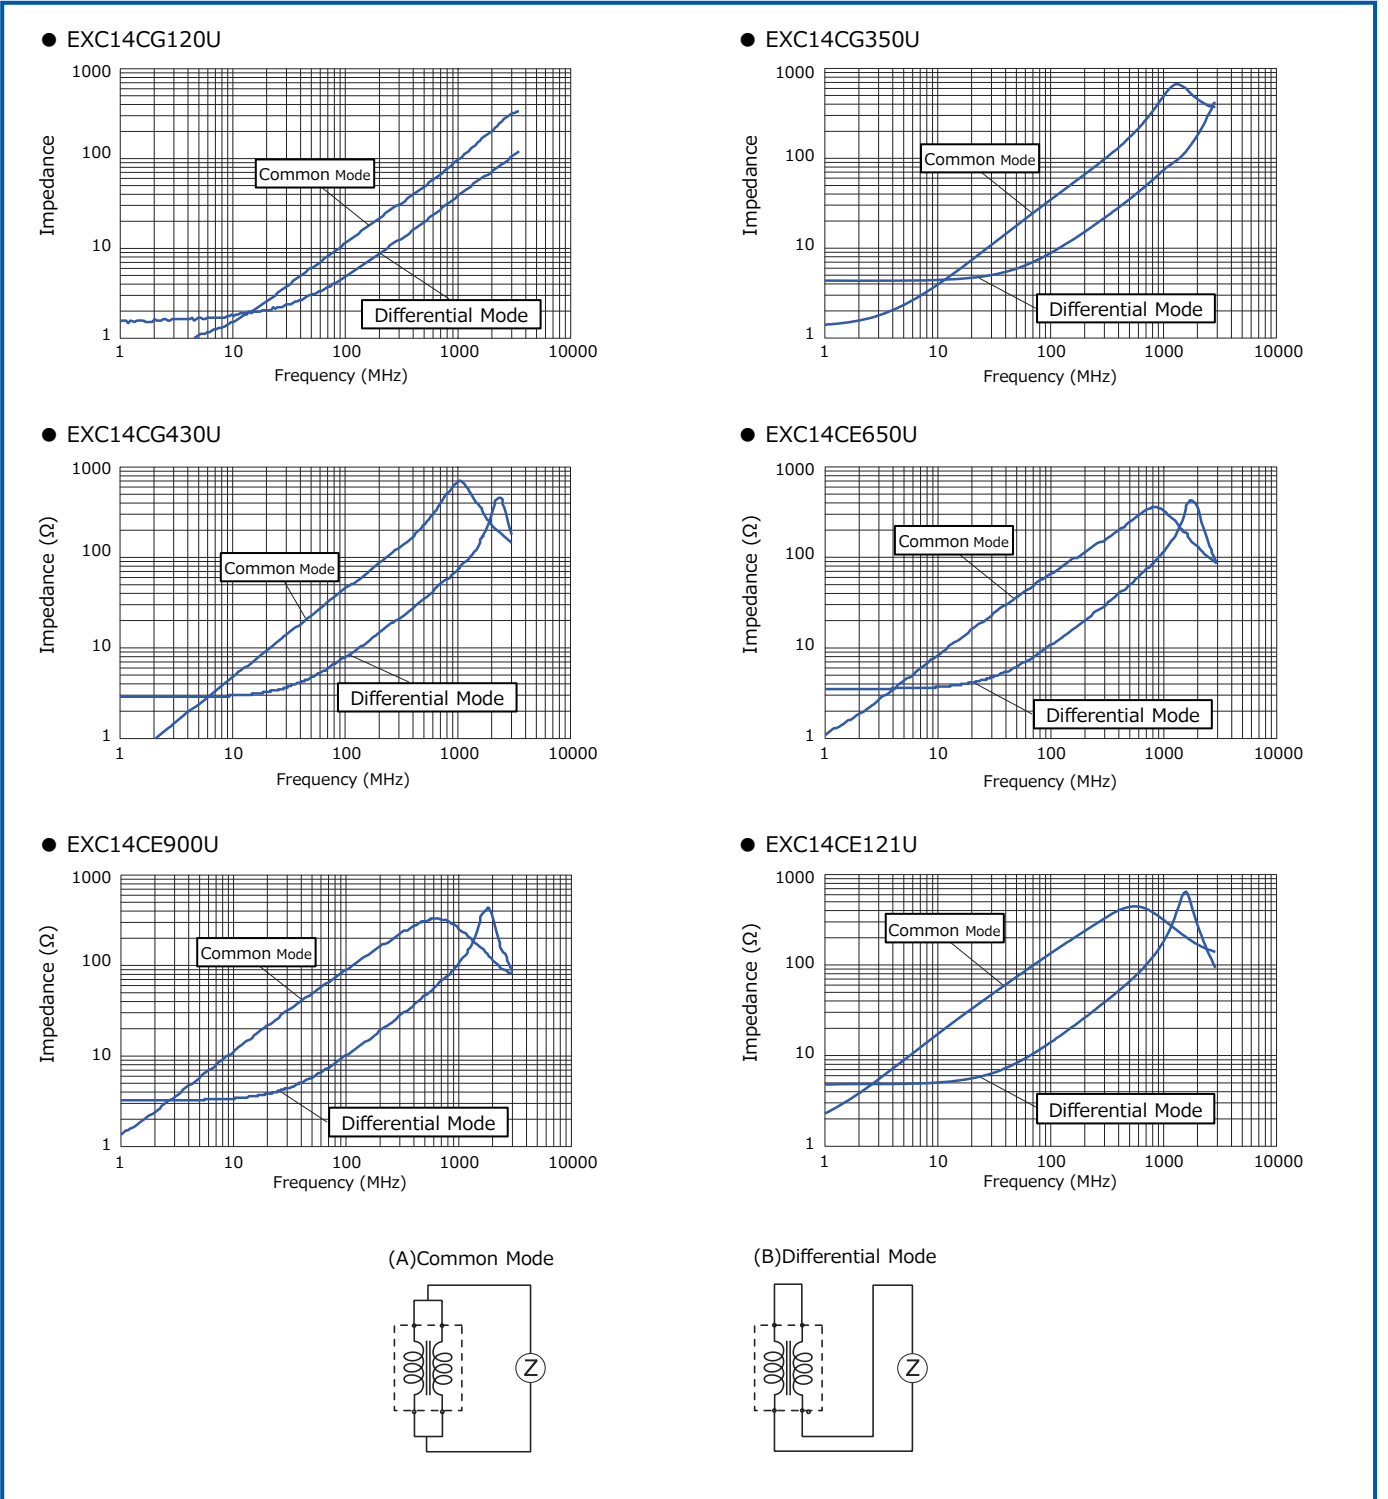 ● EXC14CG120U
1000
100
10
1
Impedance
Common Mode
Differential Mode
1 10 100 1000 10000
Frequency (MHz)
● EXC14CG350U
1000
100
10
1
Impedance
Common Mode
Differential Mode
1 10 100 1000 10000
Frequency (MHz)
● EXC14CG430U
1000
100
10
1
Impedance (Ω)
Common Mode
Differential Mode
1 10 100 1000 10000
Frequency (MHz)
● EXC14CE650U
1000
100
10
1
Impedance (Ω)
Common Mode
Differential Mode
1 10 100 1000 10000
Frequency (MHz)
● EXC14CE900U
1000
100
10
1
Impedance (Ω)
Common Mode
Differential Mode
1 10 100 1000 10000
Frequency (MHz)
● EXC14CE121U
1000
100
10
1
Impedance (Ω)
Common Mode
Differential Mode
1 10 100 1000 10000
Frequency (MHz)
(A)Common Mode
Z
(B)Differential Mode
Z